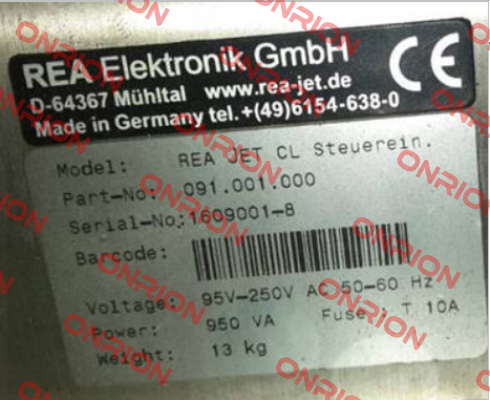 REA Elektronik GmbH
D-64367 Mühltal www.rea-jet.de
Made in Germany tel.+(49)6154-638-0
CE
Model: REA JET CL Steuerein.
Part-No: 091.001.000
Serial-No: 1609001-8
Barcode:
Voltage: 95V-250V AC 50-60 Hz
Power: 950 VA Fuse: T 10A
Weight: 13 kg
ONRION